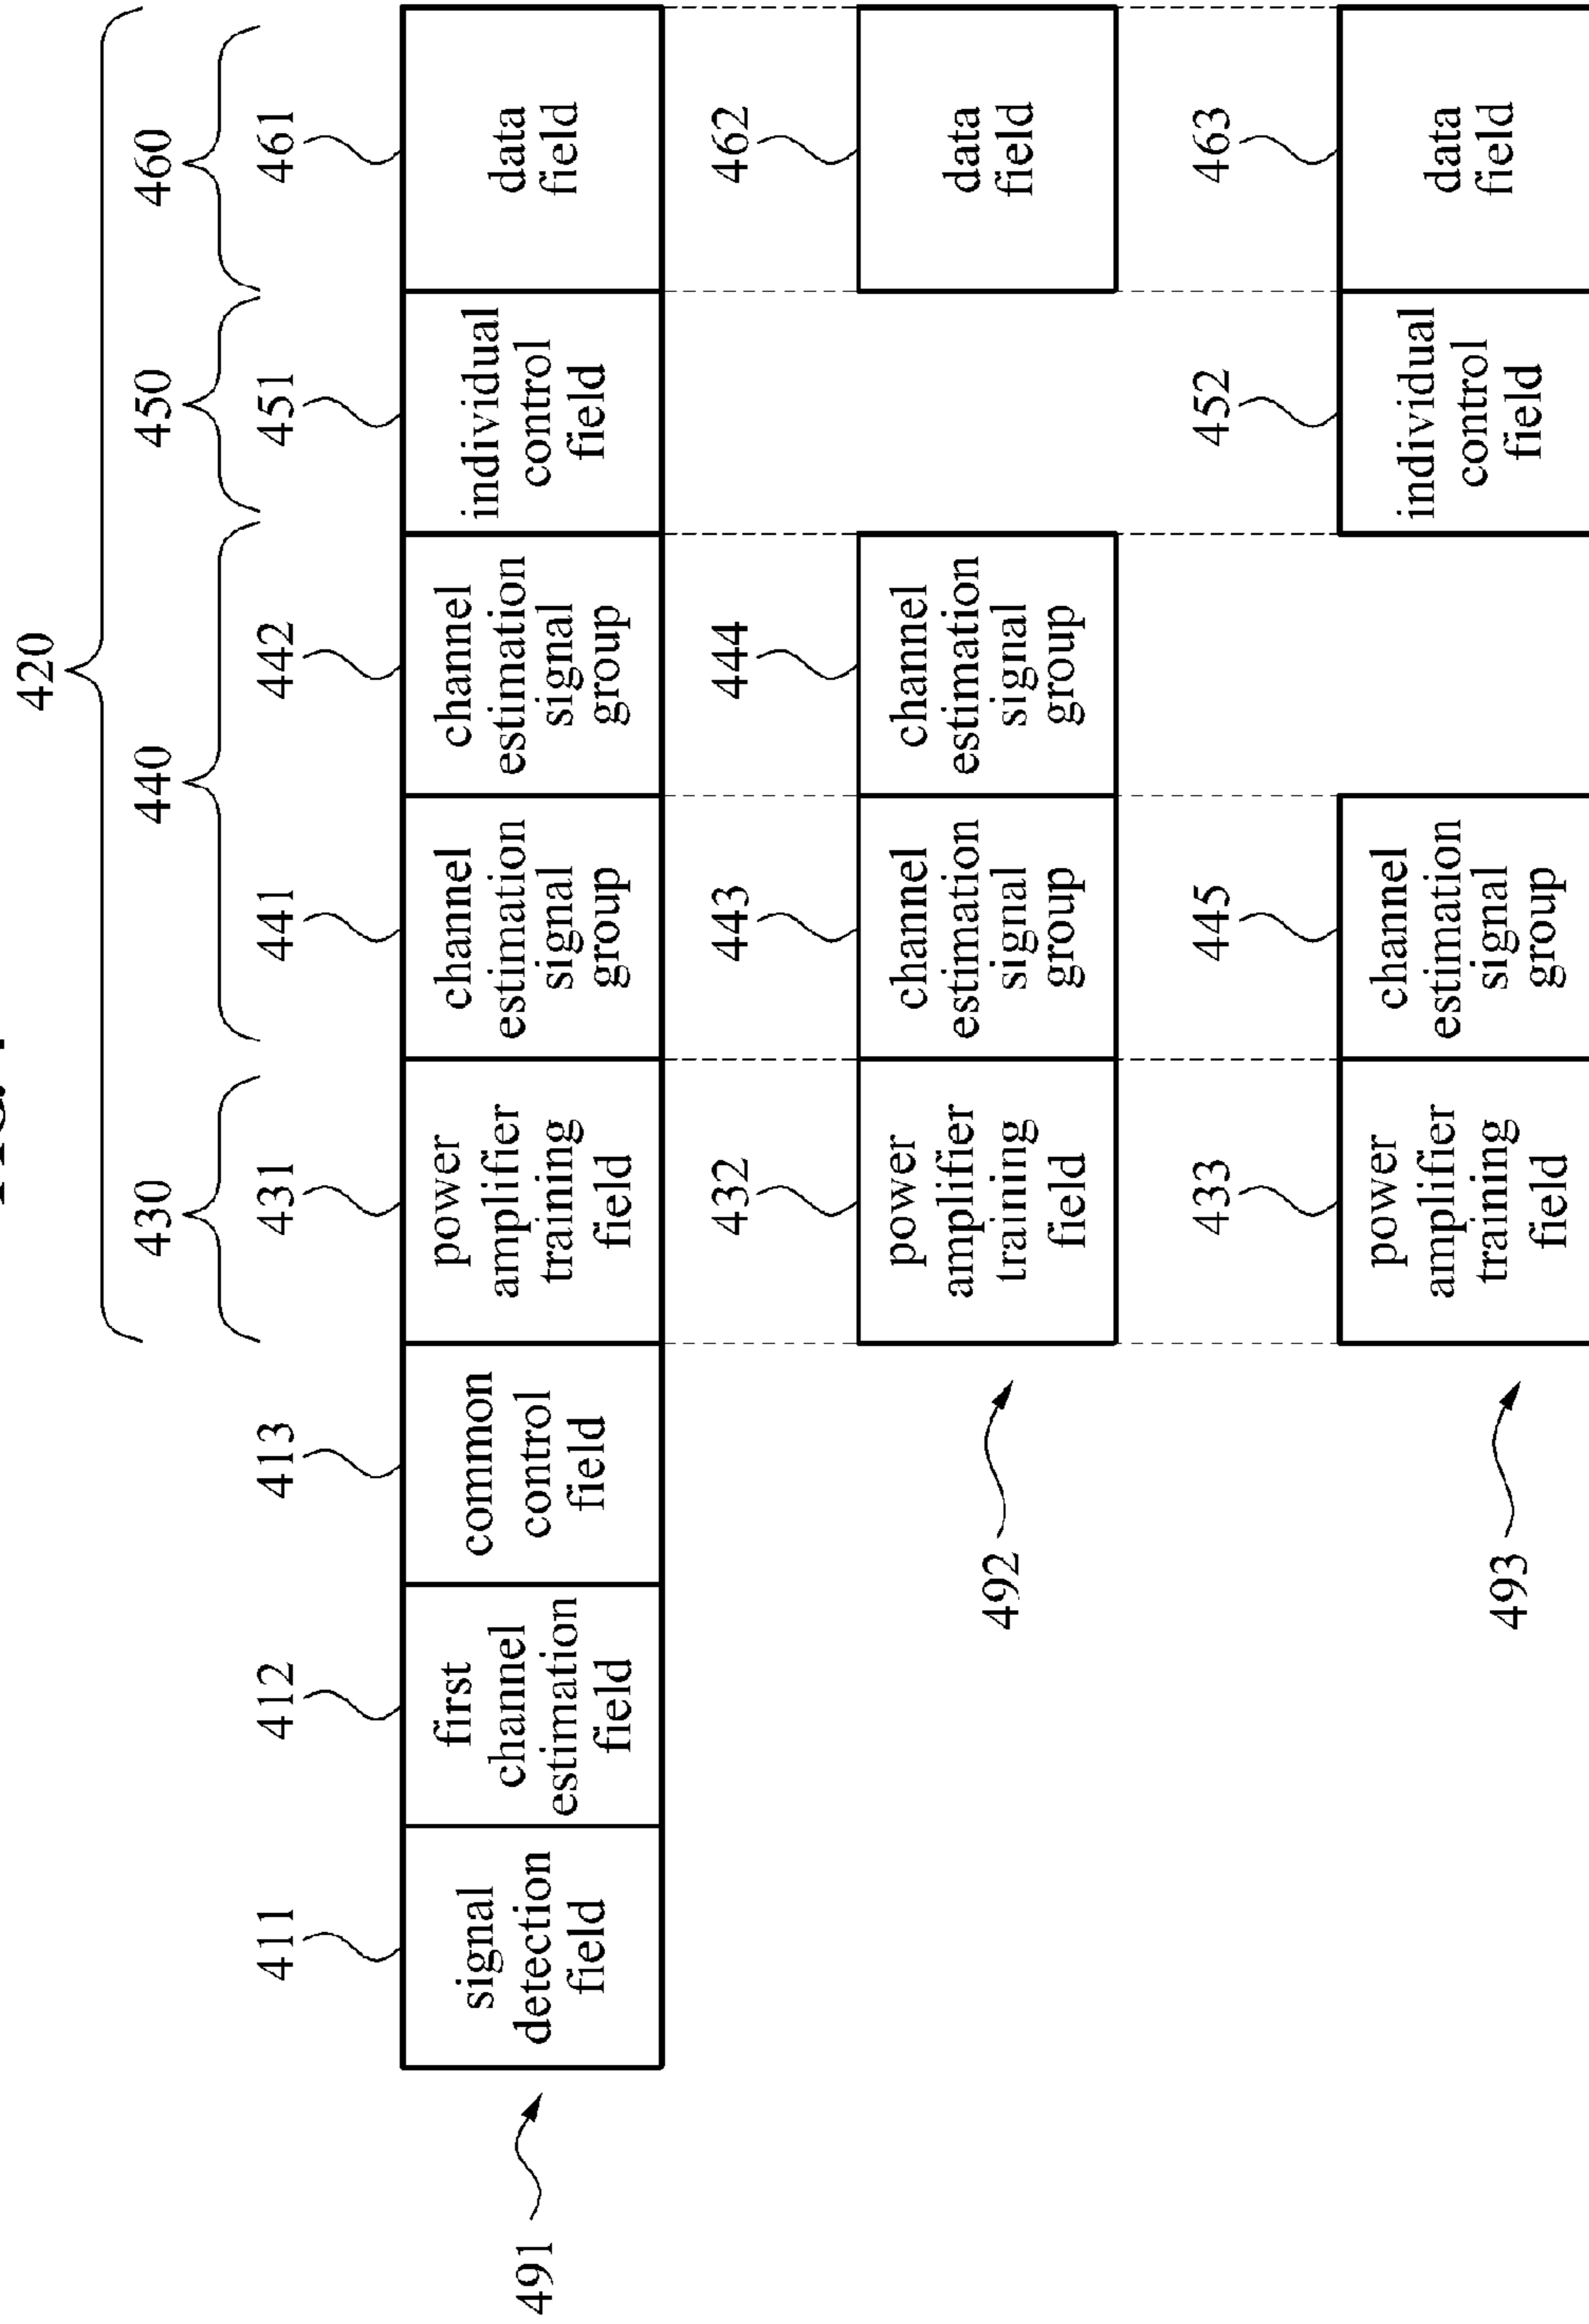 420
430
440
450
460
411
412
413
431
441
442
451
461
signal
detection
field
first
channel
estimation
field
common
control
field
power
amplifier
training
field
channel
estimation
signal
group
channel
estimation
signal
group
individual
control
field
data
field
491
432
443
444
462
power
amplifier
training
field
channel
estimation
signal
group
channel
estimation
signal
group
data
field
492
433
445
452
463
power
amplifier
training
field
channel
estimation
signal
group
individual
control
field
data
field
493